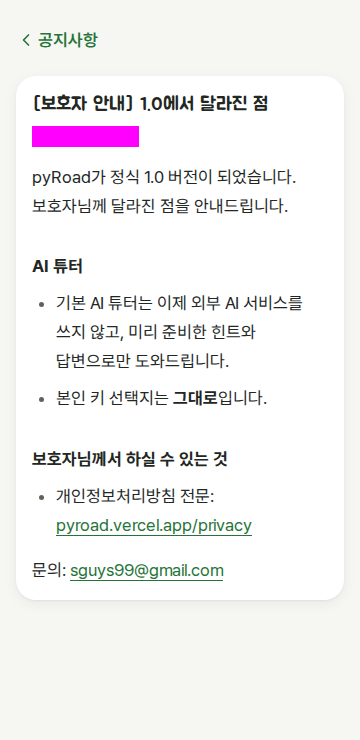 공지사항
[보호자 안내] 1.0에서 달라진 점
pyRoad가 정식 1.0 버전이 되었습니다.
보호자님께 달라진 점을 안내드립니다.
AI 튜터
• 기본 AI 튜터는 이제 외부 AI 서비스를
쓰지 않고, 미리 준비한 힌트와
답변으로만 도와드립니다.
• 본인 키 선택지는 그대로입니다.
보호자님께서 하실 수 있는 것
• 개인정보처리방침 전문:
pyroad.vercel.app/privacy
문의: sguys99@gmail.com